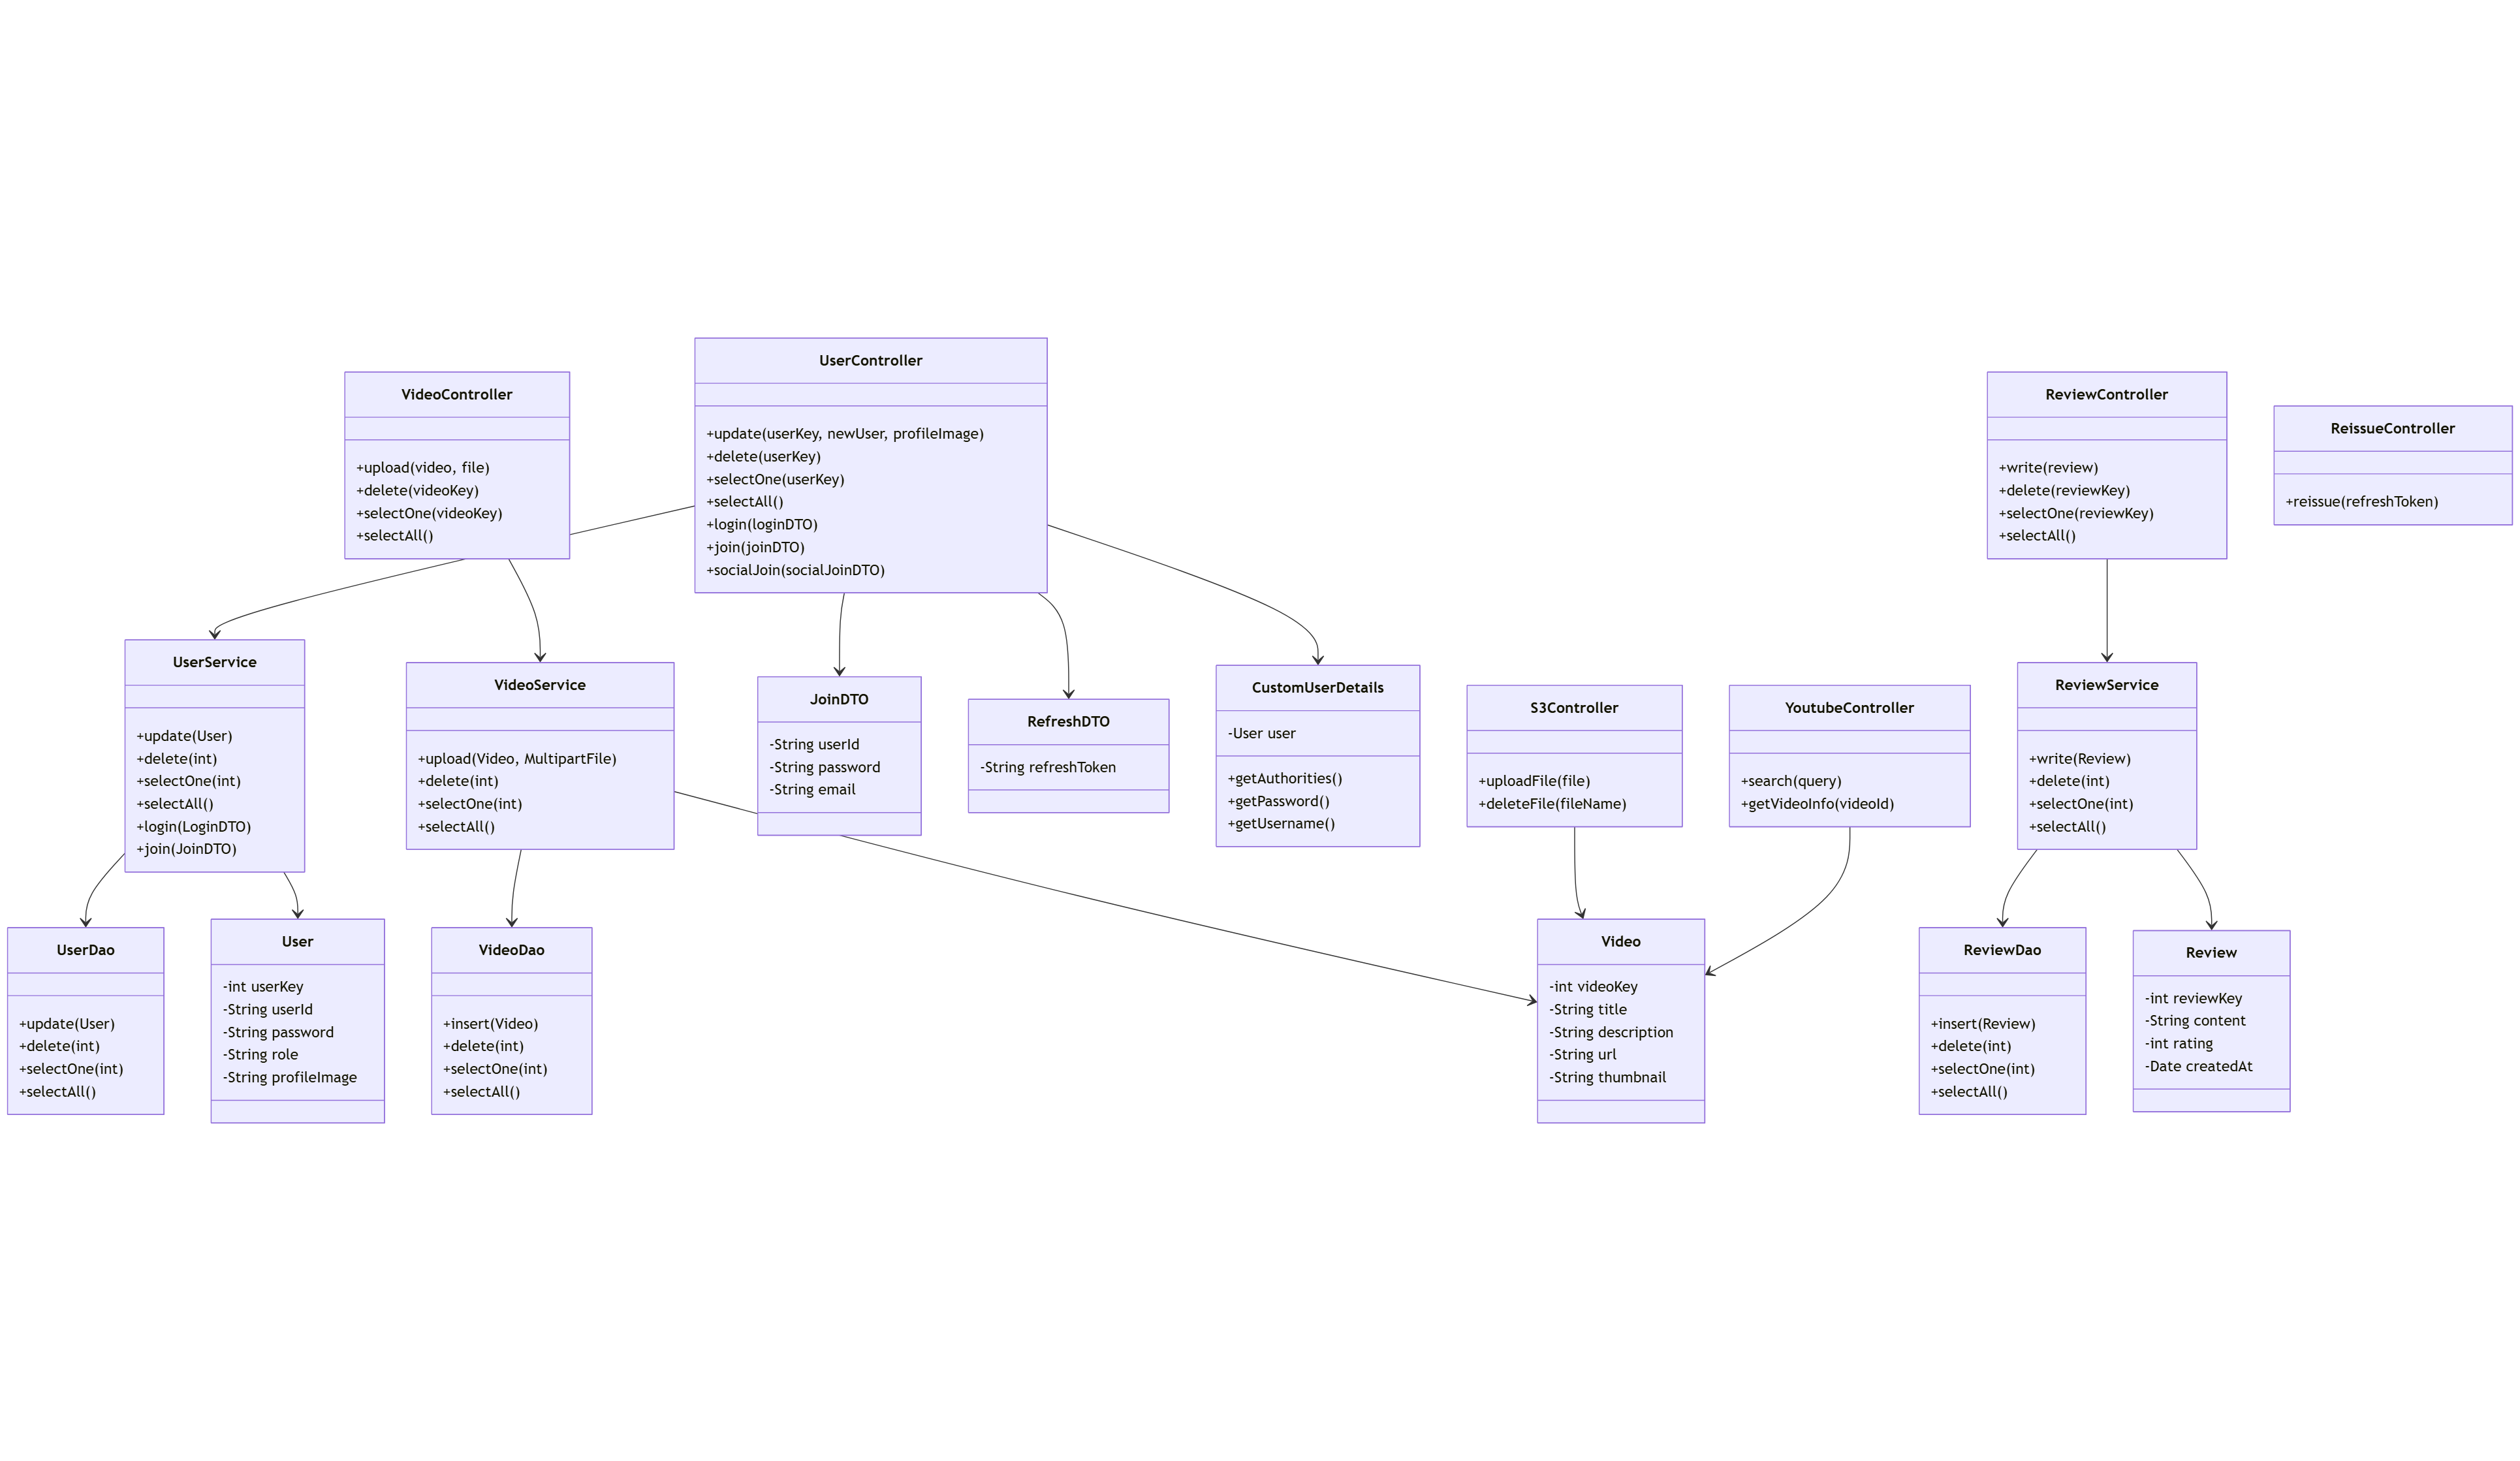 UserController
+update(userKey, newUser, profileImage)
+delete(userKey)
+selectOne(userKey)
+selectAll()
+login(loginDTO)
+join(joinDTO)
+socialJoin(socialJoinDTO)
VideoController
+upload(video, file)
+delete(videoKey)
+selectOne(videoKey)
+selectAll()
ReviewController
+write(review)
+delete(reviewKey)
+selectOne(reviewKey)
+selectAll()
ReissueController
+reissue(refreshToken)
UserService
+update(User)
+delete(int)
+selectOne(int)
+selectAll()
+login(LoginDTO)
+join(JoinDTO)
VideoService
+upload(Video, MultipartFile)
+delete(int)
+selectOne(int)
+selectAll()
JoinDTO
-String userId
-String password
-String email
RefreshDTO
-String refreshToken
CustomUserDetails
-User user
+getAuthorities()
+getPassword()
+getUsername()
S3Controller
+uploadFile(file)
+deleteFile(fileName)
YoutubeController
+search(query)
+getVideoInfo(videoId)
ReviewService
+write(Review)
+delete(int)
+selectOne(int)
+selectAll()
UserDao
+update(User)
+delete(int)
+selectOne(int)
+selectAll()
User
-int userKey
-String userId
-String password
-String role
-String profileImage
VideoDao
+insert(Video)
+delete(int)
+selectOne(int)
+selectAll()
Video
-int videoKey
-String title
-String description
-String url
-String thumbnail
ReviewDao
+insert(Review)
+delete(int)
+selectOne(int)
+selectAll()
Review
-int reviewKey
-String content
-int rating
-Date createdAt